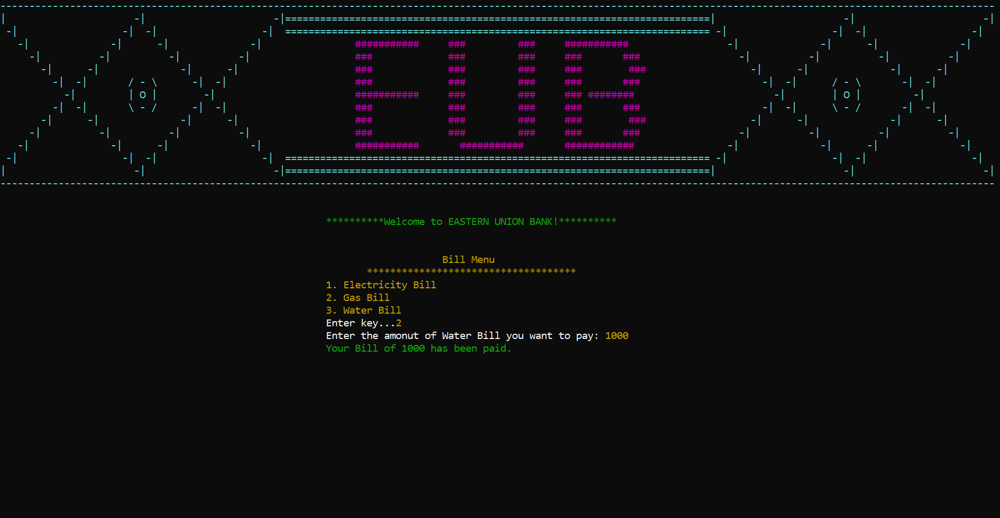 EUB
**********Welcome to EASTERN UNION BANK!**********
Bill Menu
************************************
1. Electricity Bill
2. Gas Bill
3. Water Bill
Enter key...2
Enter the amonut of Water Bill you want to pay: 1000
Your Bill of 1000 has been paid.